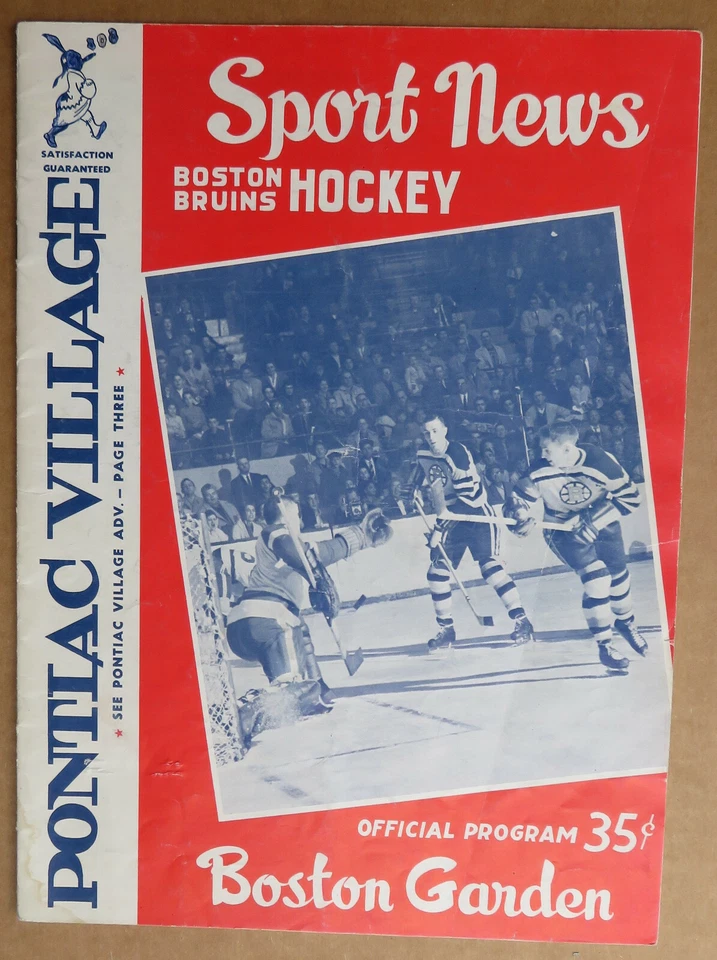 SATISFACTION
GUARANTEED
PONTIAC VILLAGE
★ SEE PONTIAC VILLAGE ADV. — PAGE THREE ★
Sport News
BOSTON
BRUINS
HOCKEY
OFFICIAL PROGRAM 35¢
Boston Garden